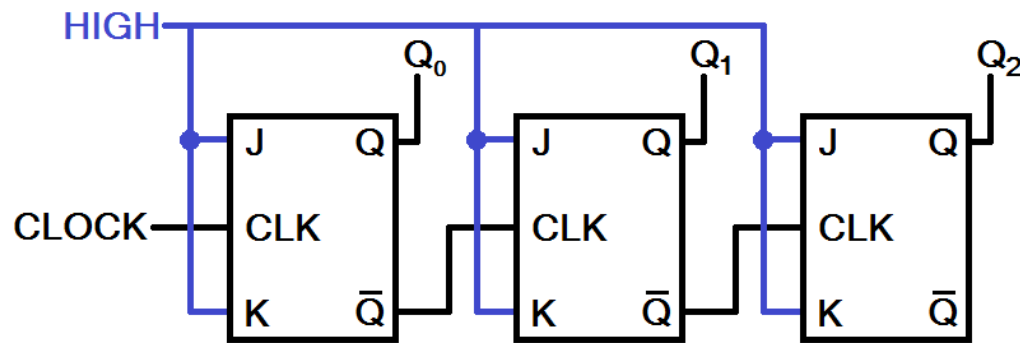 HIGH
Q₀ Q₁ Q₂
J Q J Q J Q
CLOCK CLK CLK CLK
K Q̅ K Q̅ K Q̅